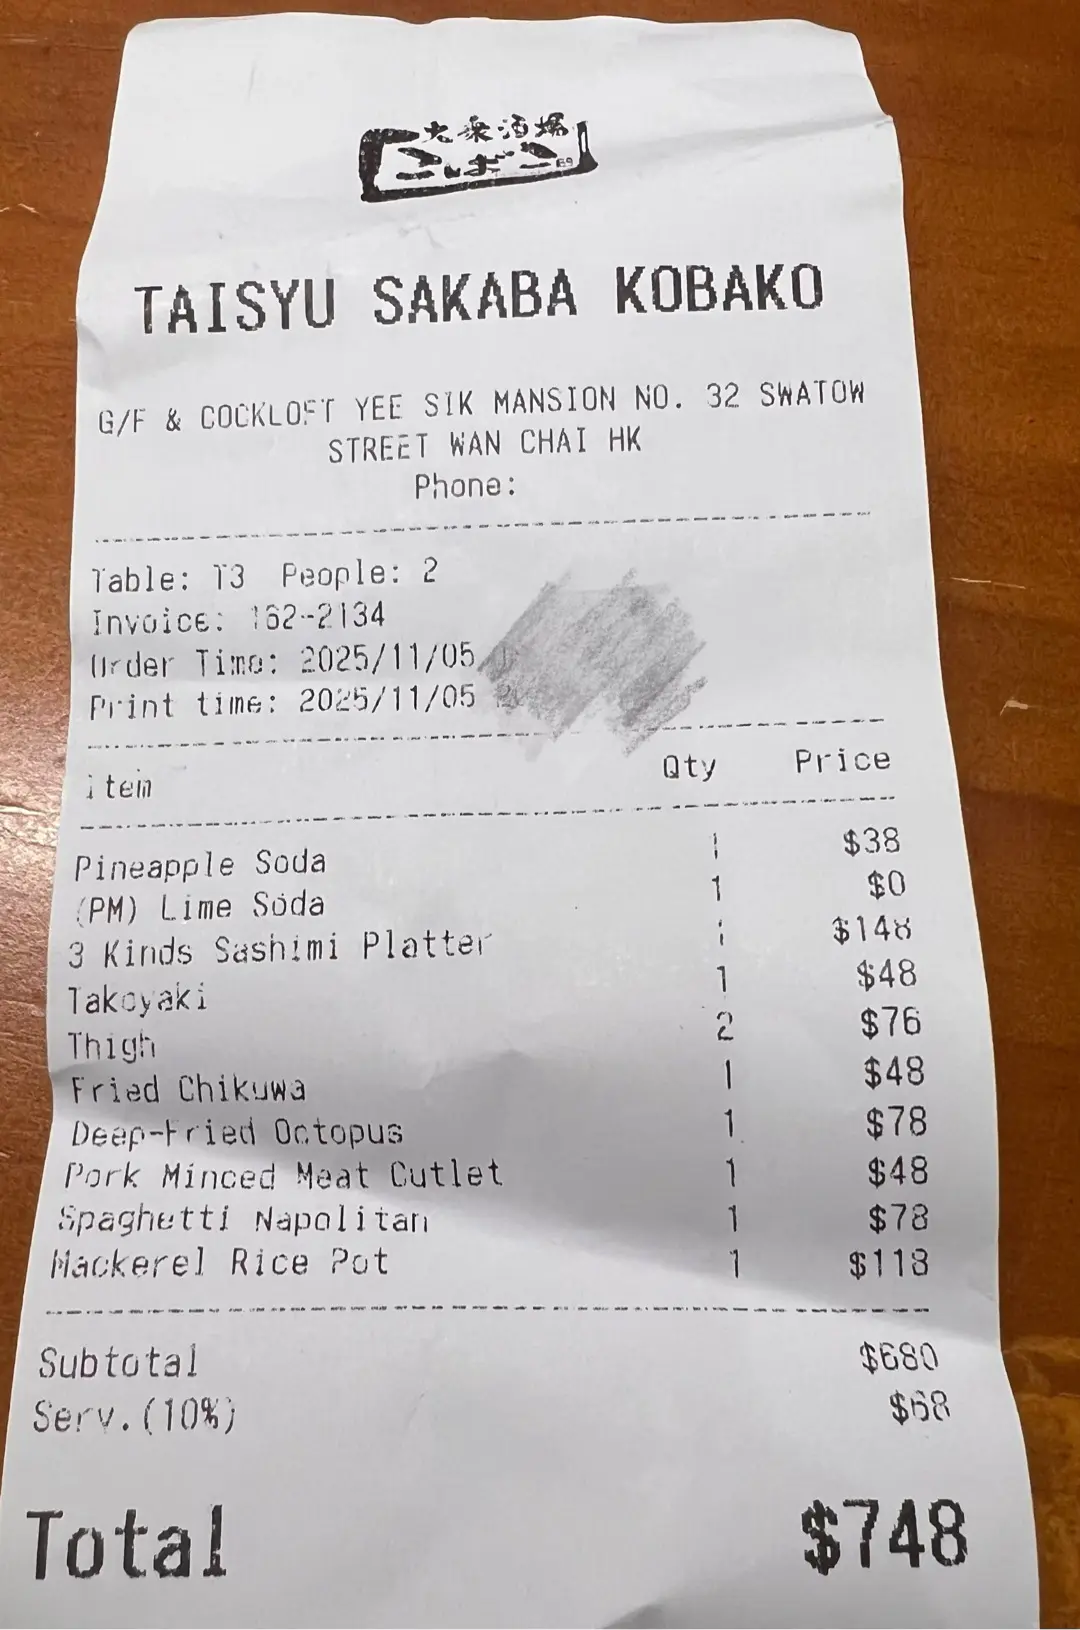 大衆酒場
こばこ
TAISYU SAKABA KOBAKO
G/F & COCKLOFT YEE SIK MANSION NO. 32 SWATOW
STREET WAN CHAI HK
Phone:
Table: T3 People: 2
Invoice: 162-2134
Order Time: 2025/11/05
Print time: 2025/11/05
item Qty Price
Pineapple Soda 1 $38
(PM) Lime Soda 1 $0
3 Kinds Sashimi Platter 1 $148
Takoyaki 1 $48
Thigh 2 $76
Fried Chikuwa 1 $48
Deep-Fried Octopus 1 $78
Pork Minced Meat Cutlet 1 $48
Spaghetti Napolitan 1 $78
Mackerel Rice Pot 1 $118
Subtotal $680
Serv.(10%) $68
Total $748